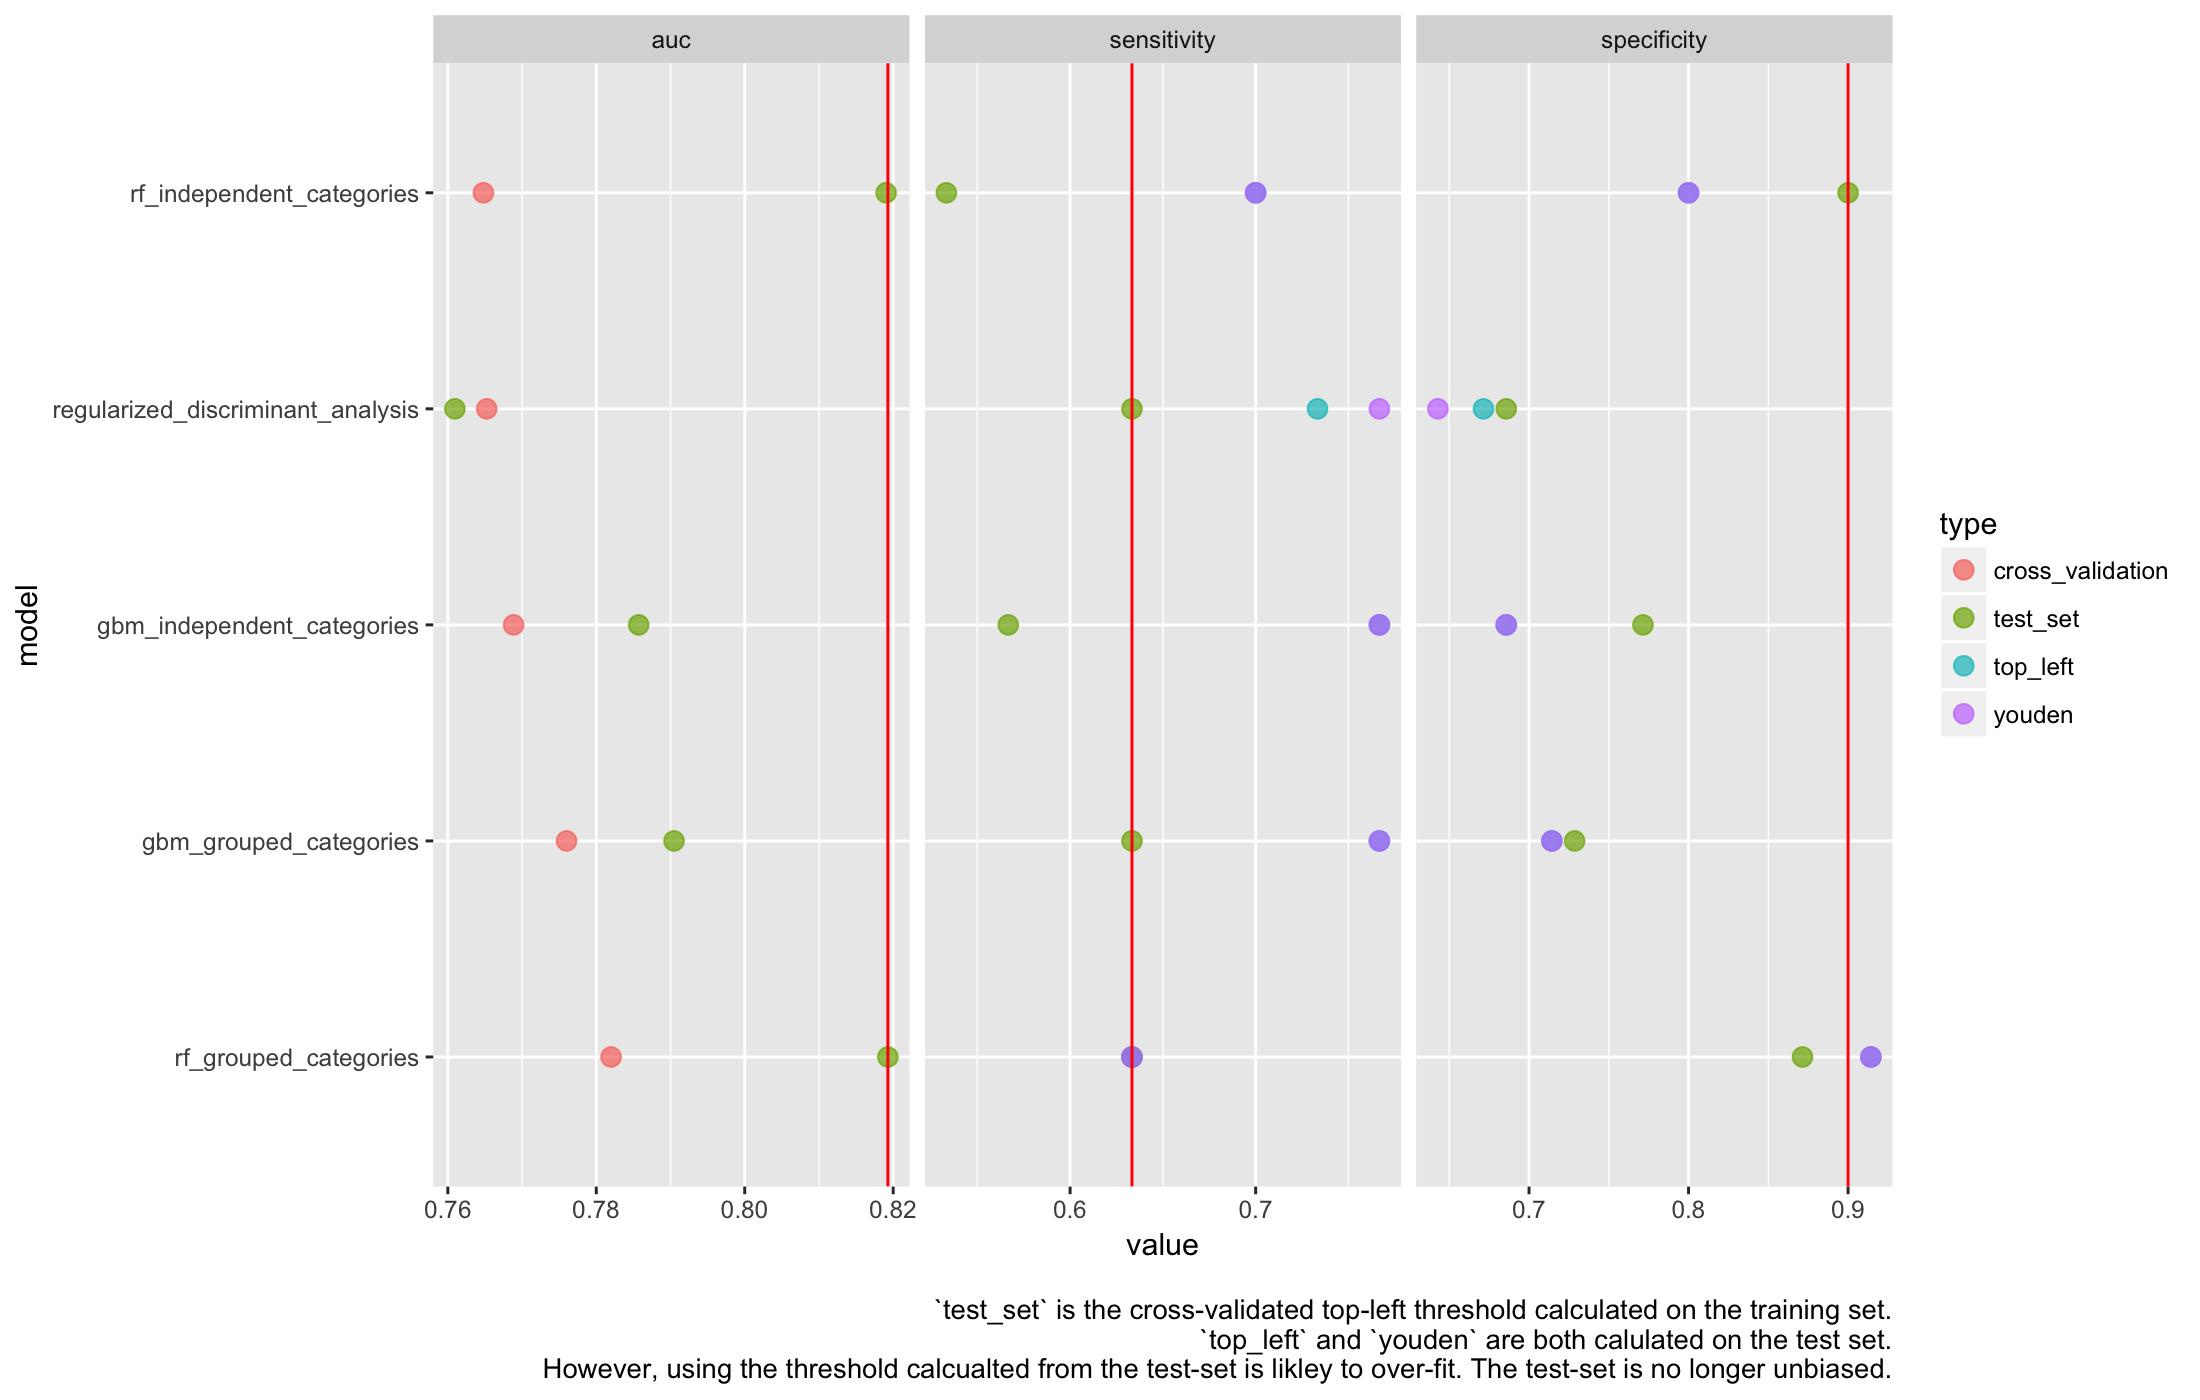 auc
sensitivity
specificity
rf_independent_categories
regularized_discriminant_analysis
gbm_independent_categories
gbm_grouped_categories
rf_grouped_categories
model
0.76
0.78
0.80
0.82
0.6
0.7
0.7
0.8
0.9
value
type
cross_validation
test_set
top_left
youden
`test_set` is the cross-validated top-left threshold calculated on the training set.
`top_left` and `youden` are both calulated on the test set.
However, using the threshold calcualted from the test-set is likley to over-fit. The test-set is no longer unbiased.